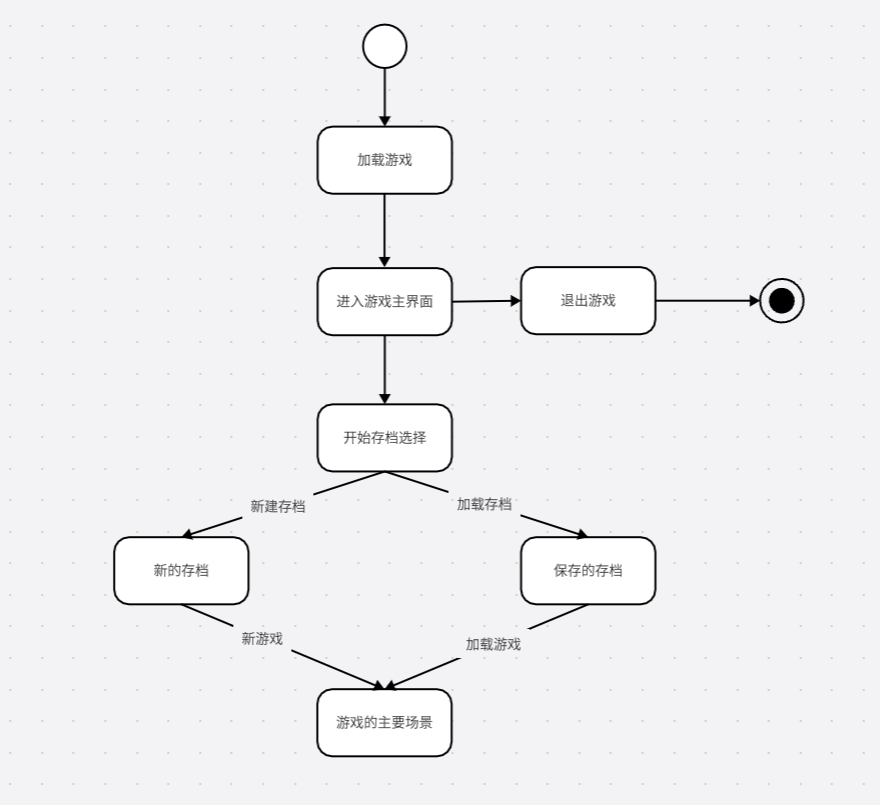 加载游戏
进入游戏主界面
退出游戏
开始存档选择
新建存档
加载存档
新的存档
保存的存档
新游戏
加载游戏
游戏的主要场景